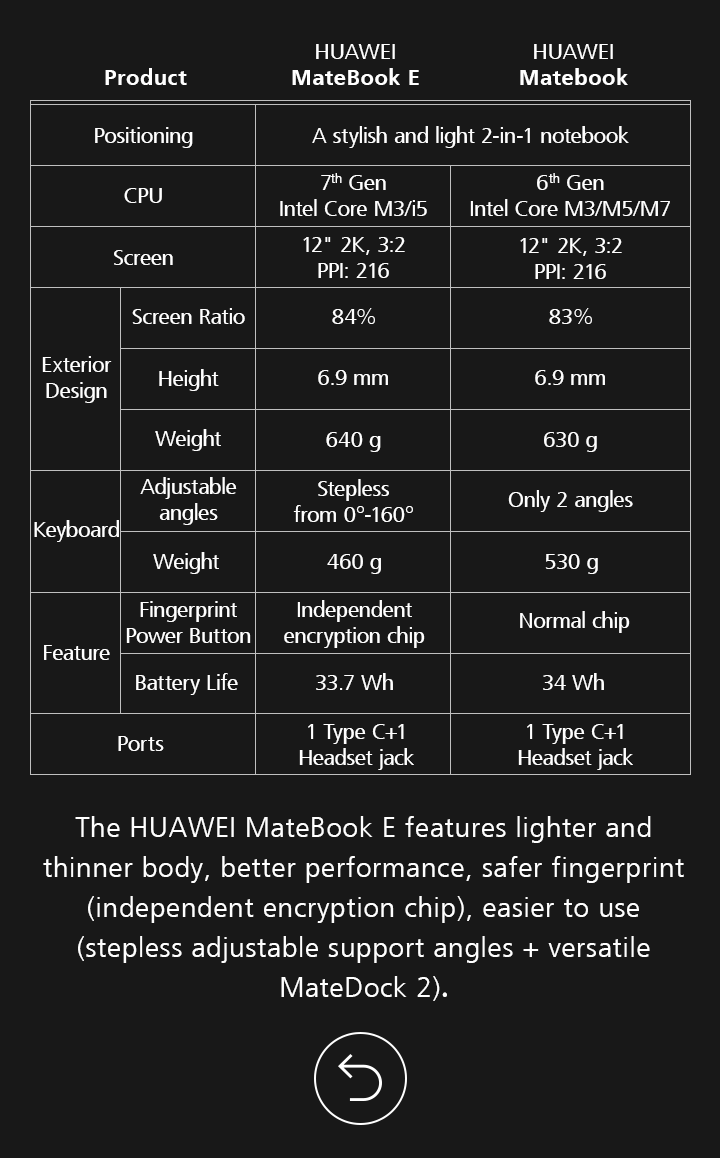 HUAWEI HUAWEI
Product MateBook E Matebook
Positioning A stylish and light 2-in-1 notebook
CPU
7th Gen
Intel Core M3/i5
6th Gen
Intel Core M3/M5/M7
Screen
12" 2K, 3:2
PPI: 216
12" 2K, 3:2
PPI: 216
Exterior
Design
Screen Ratio 84% 83%
Height 6.9 mm 6.9 mm
Weight 640 g 630 g
Keyboard
Adjustable
angles
Stepless
from 0°-160°
Only 2 angles
Weight 460 g 530 g
Feature
Fingerprint
Power Button
Independent
encryption chip
Normal chip
Battery Life 33.7 Wh 34 Wh
Ports
1 Type C+1
Headset jack
1 Type C+1
Headset jack
The HUAWEI MateBook E features lighter and
thinner body, better performance, safer fingerprint
(independent encryption chip), easier to use
(stepless adjustable support angles + versatile
MateDock 2).